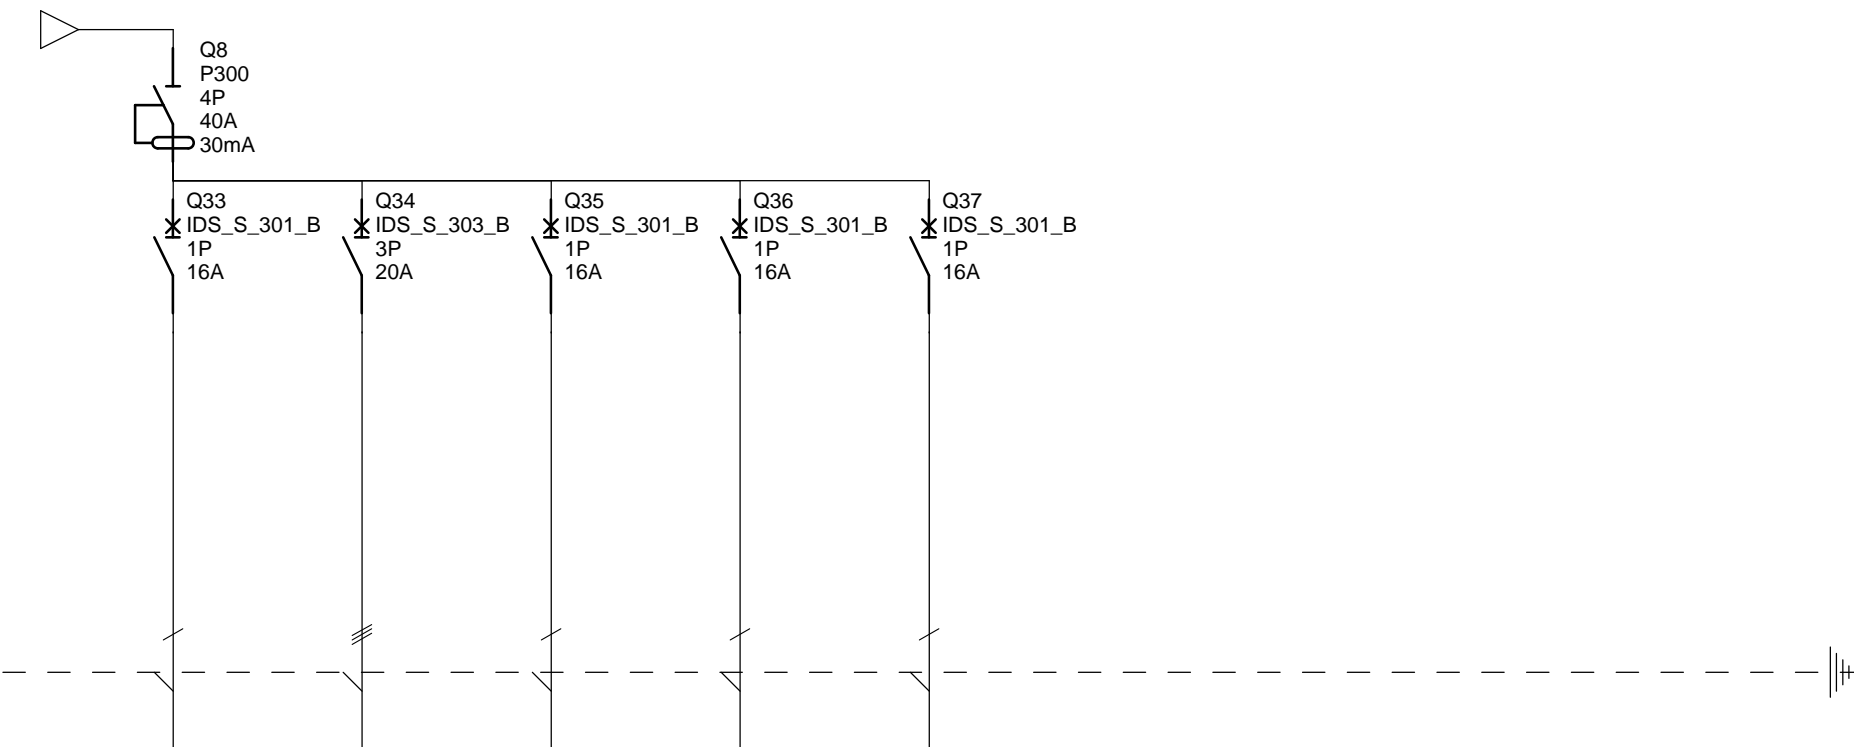 Q8
P300
4P
40A
30mA
Q33
IDS_S_301_B
1P
16A
Q34
IDS_S_303_B
3P
20A
Q35
IDS_S_301_B
1P
16A
Q36
IDS_S_301_B
1P
16A
Q37
IDS_S_301_B
1P
16A